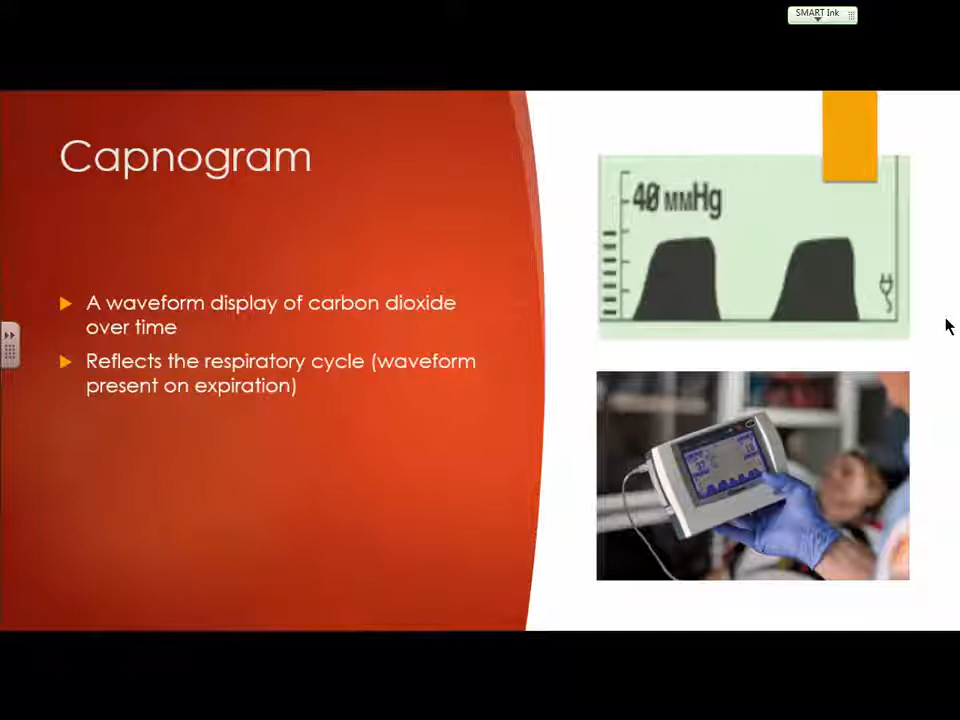 SMART Ink
Capnogram
A waveform display of carbon dioxide
over time
Reflects the respiratory cycle (waveform
present on expiration)
40 MMHg